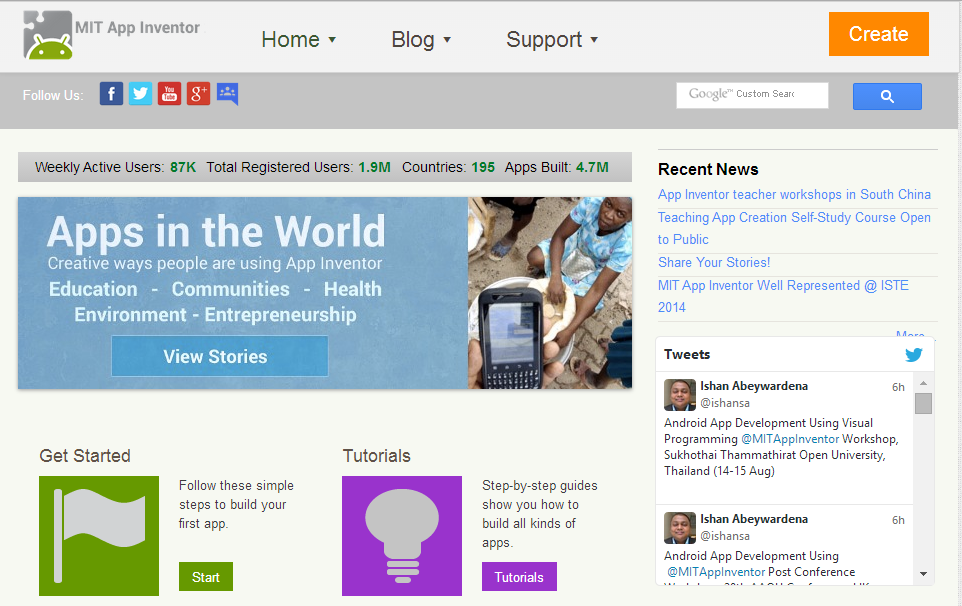 MIT App Inventor
Home
Blog
Support
Create
Follow Us:
You
Tube
Google™ Custom Sear
Weekly Active Users: 87K Total Registered Users: 1.9M Countries: 195 Apps Built: 4.7M
Apps in the World
Creative ways people are using App Inventor
Education - Communities - Health
Environment - Entrepreneurship
View Stories
Recent News
App Inventor teacher workshops in South China
Teaching App Creation Self-Study Course Open
to Public
Share Your Stories!
MIT App Inventor Well Represented @ ISTE
2014
More
Tweets
Ishan Abeywardena 6h
@ishansa
Android App Development Using Visual
Programming @MITAppInventor Workshop,
Sukhothai Thammathirat Open University,
Thailand (14-15 Aug)
Ishan Abeywardena 6h
@ishansa
Android App Development Using
@MITAppInventor Post Conference
Get Started
Follow these simple
steps to build your
first app.
Start
Tutorials
Step-by-step guides
show you how to
build all kinds of
apps.
Tutorials